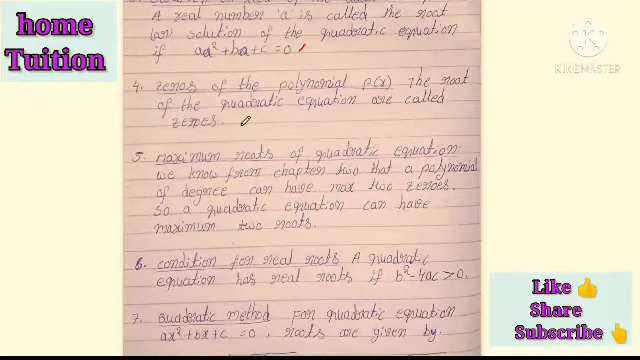 home
Tuition
A real number 'a' is called the root
(or solution of the quadratic equation
if aa² + ba + c = 0
4. zeros of the polynomial P(x) The root
of the quadratic equation are called
zeroes.
5. maximum roots of quadratic equation
we know from chapter two that a polynomial
of degree can have max two zeroes.
So a quadratic equation can have
maximum two roots.
6. condition for real roots A quadratic
equation has real roots if b² - 4ac > 0.
7. quadratic method For quadratic equation
ax² + bx + c = 0, roots are given by.
KINEMASTER
Like 👍
Share
Subscribe 👆